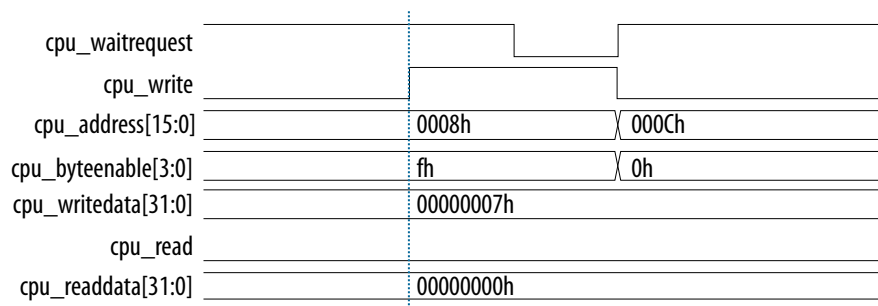 cpu_waitrequest
cpu_write
cpu_address[15:0] 0008h 000Ch
cpu_byteenable[3:0] fh 0h
cpu_writedata[31:0] 00000007h
cpu_read
cpu_readdata[31:0] 00000000h